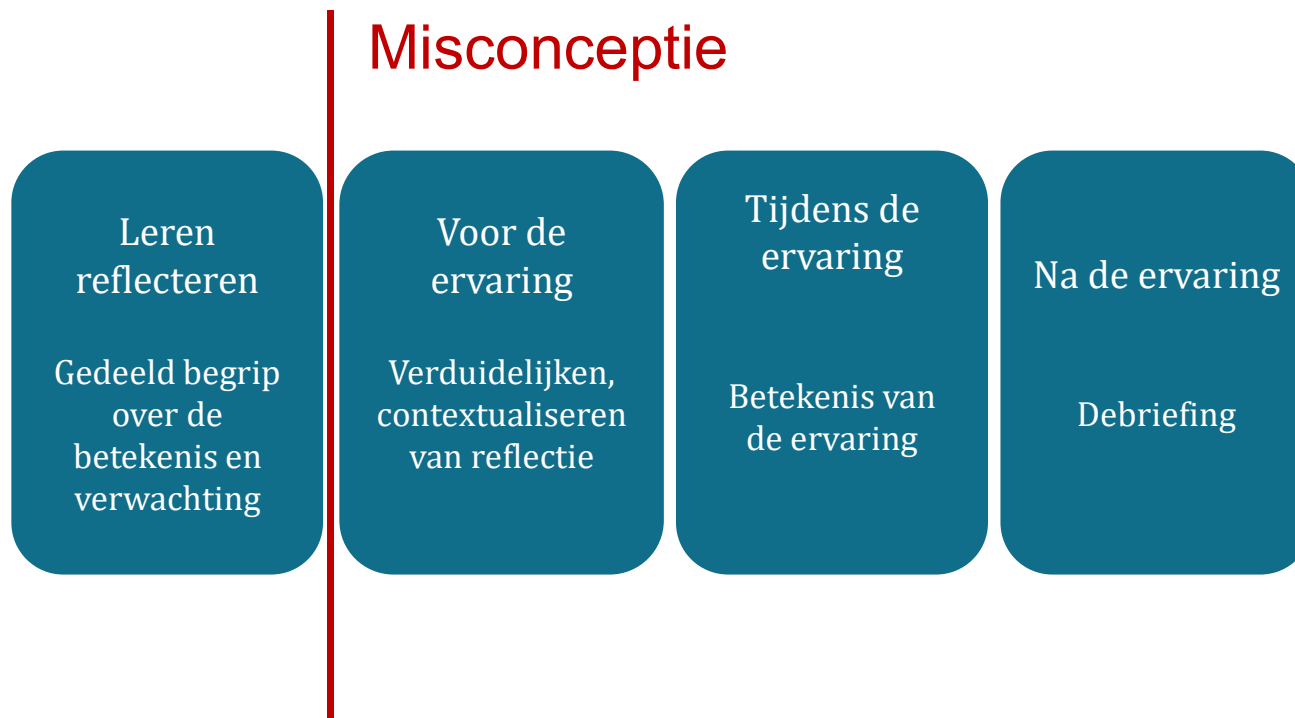 Misconceptie
Leren
reflecteren
Gedeeld begrip
over de
betekenis en
verwachting
Voor de
ervaring
Verduidelijken,
contextualiseren
van reflectie
Tijdens de
ervaring
Betekenis van
de ervaring
Na de ervaring
Debriefing